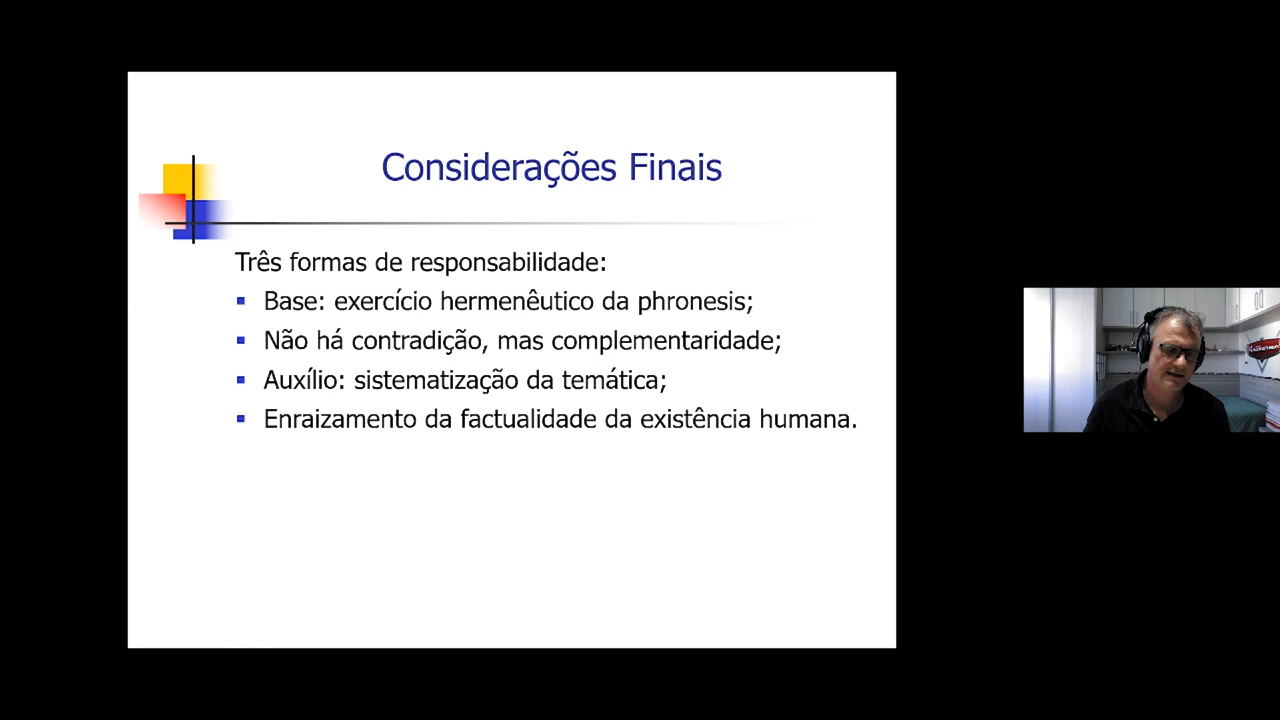 Considerações Finais
Três formas de responsabilidade:
Base: exercício hermenêutico da phronesis;
Não há contradição, mas complementaridade;
Auxílio: sistematização da temática;
Enraizamento da factualidade da existência humana.